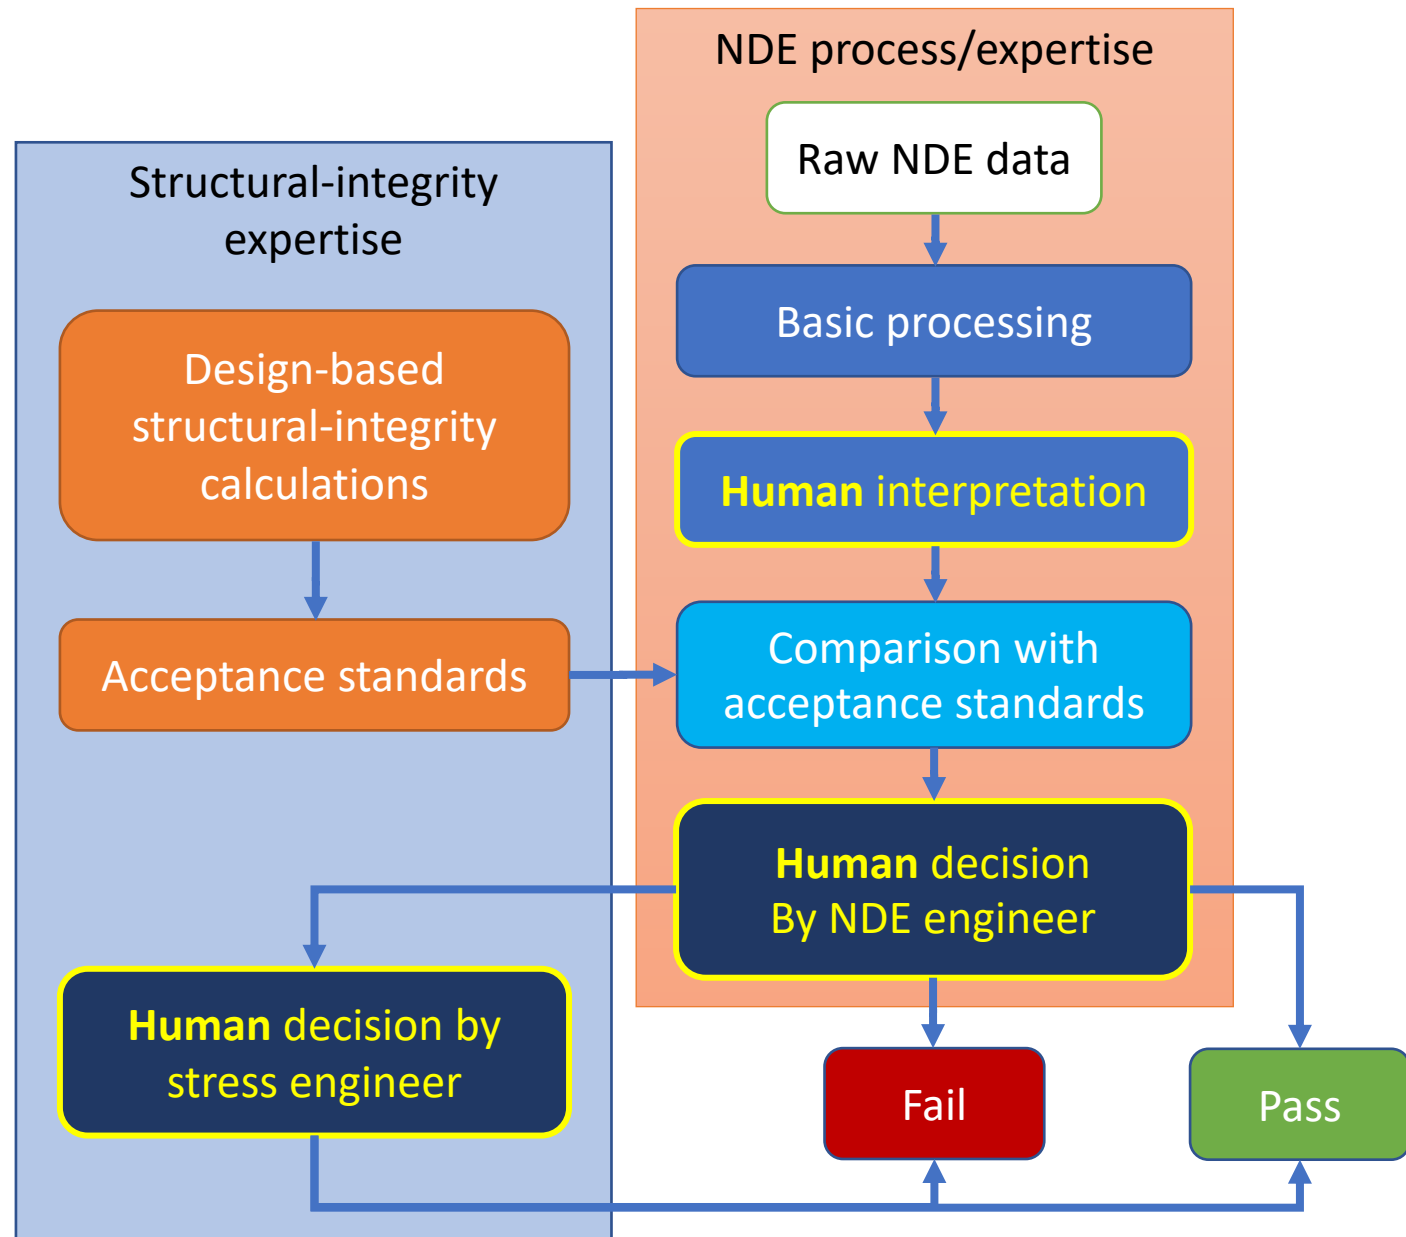 NDE process/expertise
Raw NDE data
Basic processing
Human interpretation
Comparison with
acceptance standards
Human decision
By NDE engineer
Structural-integrity
expertise
Design-based
structural-integrity
calculations
Acceptance standards
Human decision by
stress engineer
Fail
Pass